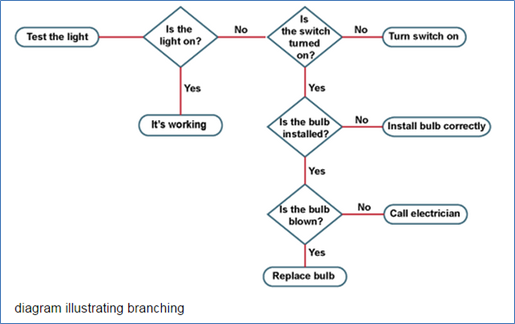 Test the light
Is the
light on?
No
Is
the switch
turned
on?
No
Turn switch on
Yes
It's working
Yes
Is the bulb
installed?
No
Install bulb correctly
Yes
Is the bulb
blown?
No
Call electrician
Yes
Replace bulb
diagram illustrating branching